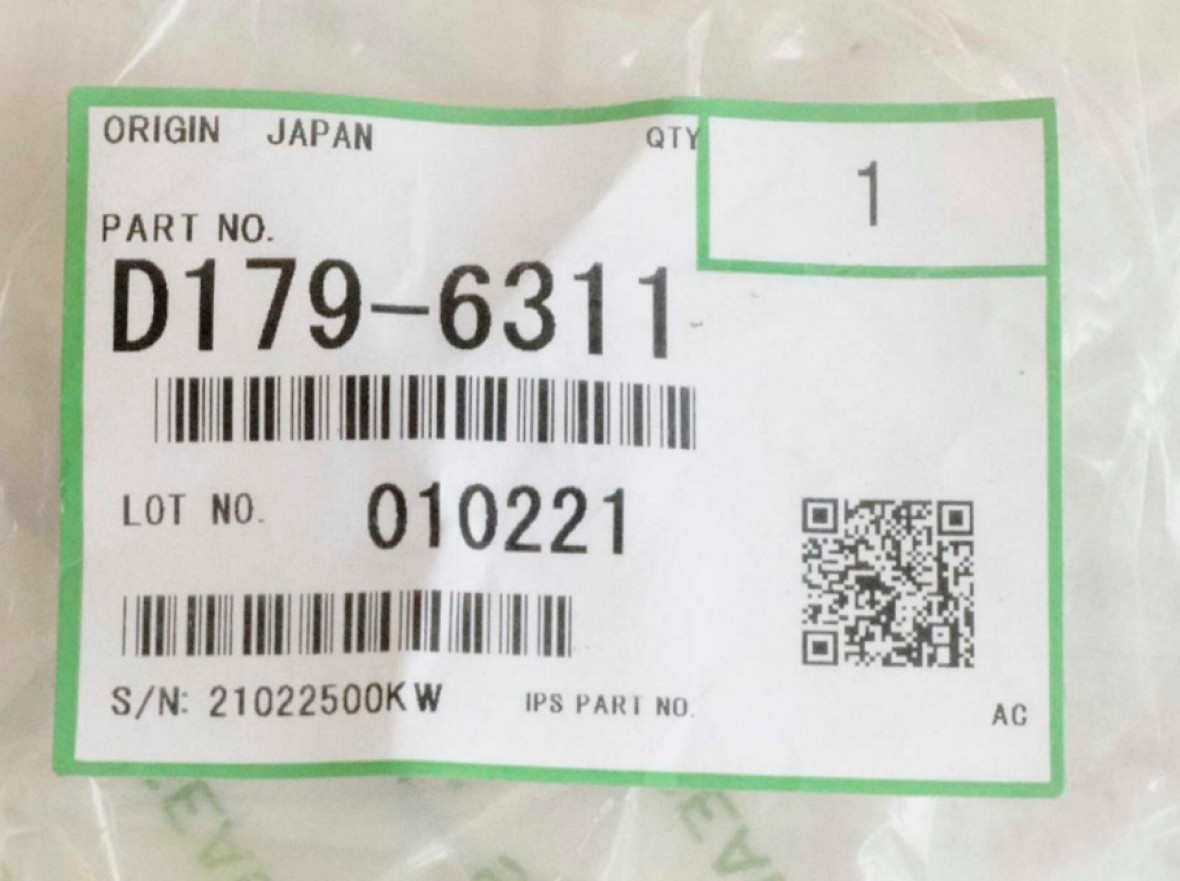 ORIGIN JAPAN QTY
1
PART NO.
D179-6311
LOT NO. 010221
S/N: 21022500KW IPS PART NO.
AC